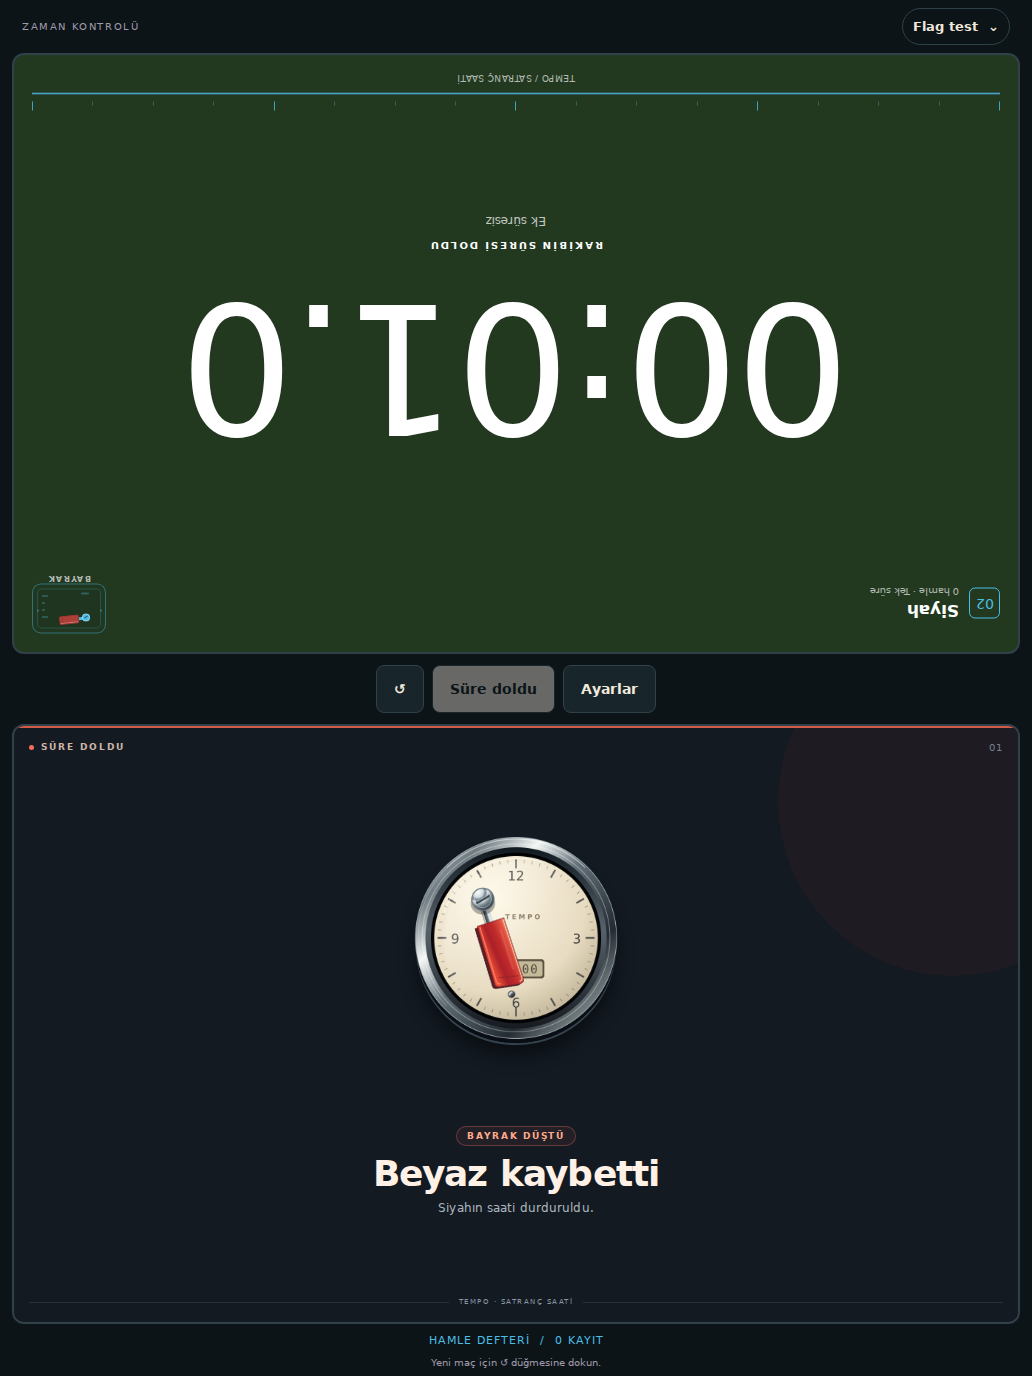 ZAMAN KONTROLÜ
Flag test
TEMPO / SATRANÇ SAATİ
Ek süresiz
RAKİBİN SÜRESİ DOLDU
00:01.0
BAYRAK
02
Siyah
0 hamle · Tek süre
↺
Süre doldu
Ayarlar
SÜRE DOLDU
01
12
TEMPO
9
3
00
6
BAYRAK DÜŞTÜ
Beyaz kaybetti
Siyahın saati durduruldu.
TEMPO · SATRANÇ SAATİ
HAMLE DEFTERİ / 0 KAYIT
Yeni maç için ↺ düğmesine dokun.